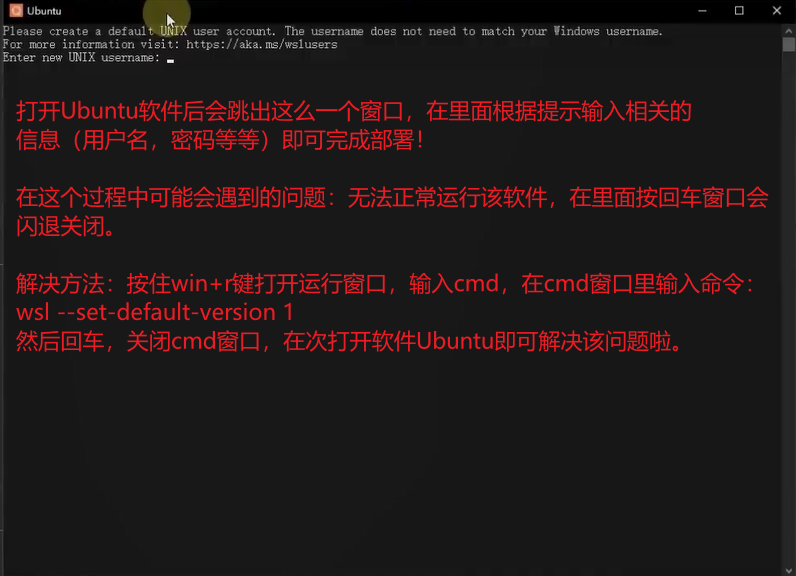 Ubuntu
Please create a default UNIX user account. The username does not need to match your Windows username.
For more information visit: https://aka.ms/wslusers
Enter new UNIX username: _
打开Ubuntu软件后会跳出这么一个窗口，在里面根据提示输入相关的
信息（用户名，密码等等）即可完成部署！
在这个过程中可能会遇到的问题：无法正常运行该软件，在里面按回车窗口会
闪退关闭。
解决方法：按住win+r键打开运行窗口，输入cmd，在cmd窗口里输入命令：
wsl --set-default-version 1
然后回车，关闭cmd窗口，在次打开软件Ubuntu即可解决该问题啦。